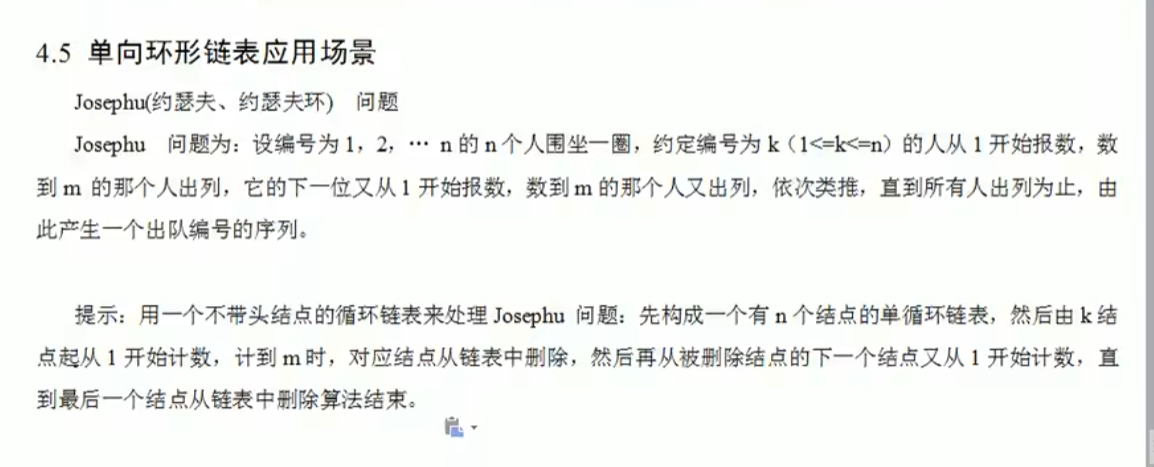 4.5 单向环形链表应用场景
Josephu(约瑟夫、约瑟夫环) 问题
Josephu 问题为：设编号为 1，2，… n 的 n 个人围坐一圈，约定编号为 k（1<=k<=n）的人从 1 开始报数，数
到 m 的那个人出列，它的下一位又从 1 开始报数，数到 m 的那个人又出列，依次类推，直到所有人出列为止，由
此产生一个出队编号的序列。
提示：用一个不带头结点的循环链表来处理 Josephu 问题：先构成一个有 n 个结点的单循环链表，然后由 k 结
点起从 1 开始计数，计到 m 时，对应结点从链表中删除，然后再从被删除结点的下一个结点又从 1 开始计数，直
到最后一个结点从链表中删除算法结束。